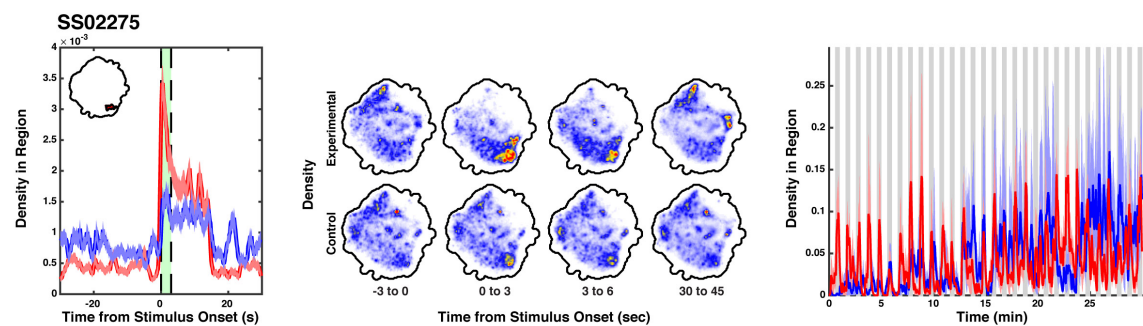 SS02275
× 10⁻³
4
3.5
3
2.5
2
1.5
1
0.5
0
-20
0
20
Density in Region
Time from Stimulus Onset (s)
Density
Experimental
Control
-3 to 0
0 to 3
3 to 6
30 to 45
Time from Stimulus Onset (sec)
Density in Region
0.25
0.2
0.15
0.1
0.05
0
0
5
10
15
20
25
Time (min)